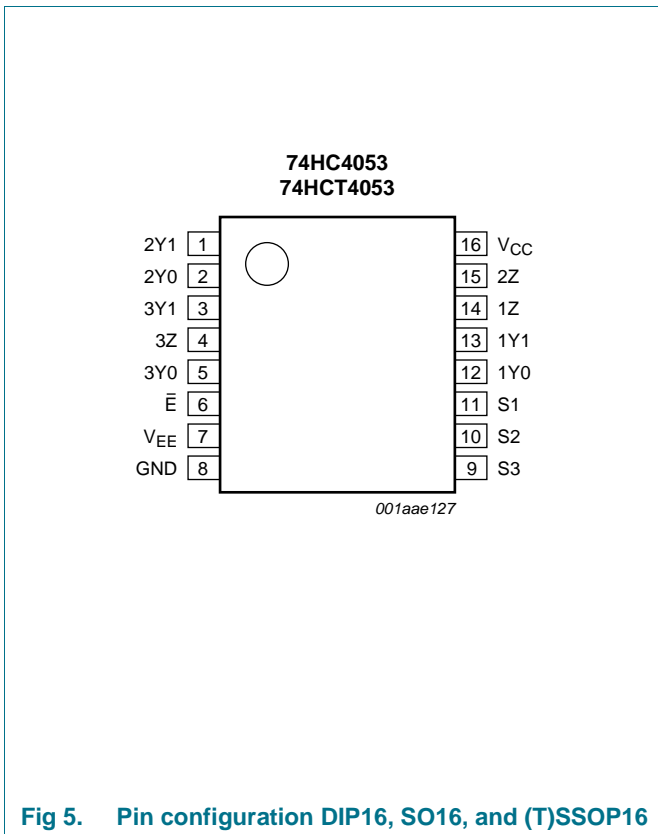 74HC4053
74HCT4053
2Y1 1 16 VCC
2Y0 2 15 2Z
3Y1 3 14 1Z
3Z 4 13 1Y1
3Y0 5 12 1Y0
E̅ 6 11 S1
VEE 7 10 S2
GND 8 9 S3
001aae127
Fig 5. Pin configuration DIP16, SO16, and (T)SSOP16